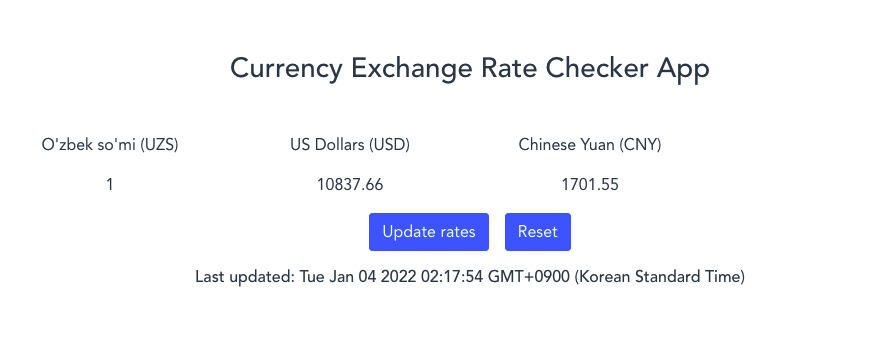 Currency Exchange Rate Checker App
O'zbek so'mi (UZS) US Dollars (USD) Chinese Yuan (CNY)
1 10837.66 1701.55
Update rates Reset
Last updated: Tue Jan 04 2022 02:17:54 GMT+0900 (Korean Standard Time)